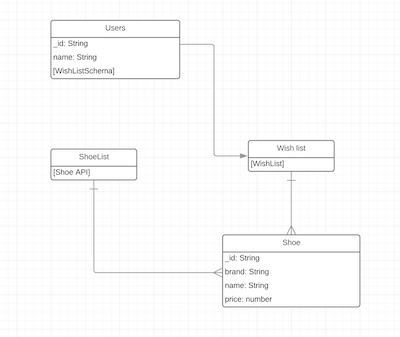 Users
_id: String
name: String
[WishListSchema]
ShoeList
[Shoe API]
Wish list
[WishList]
Shoe
_id: String
brand: String
name: String
price: number